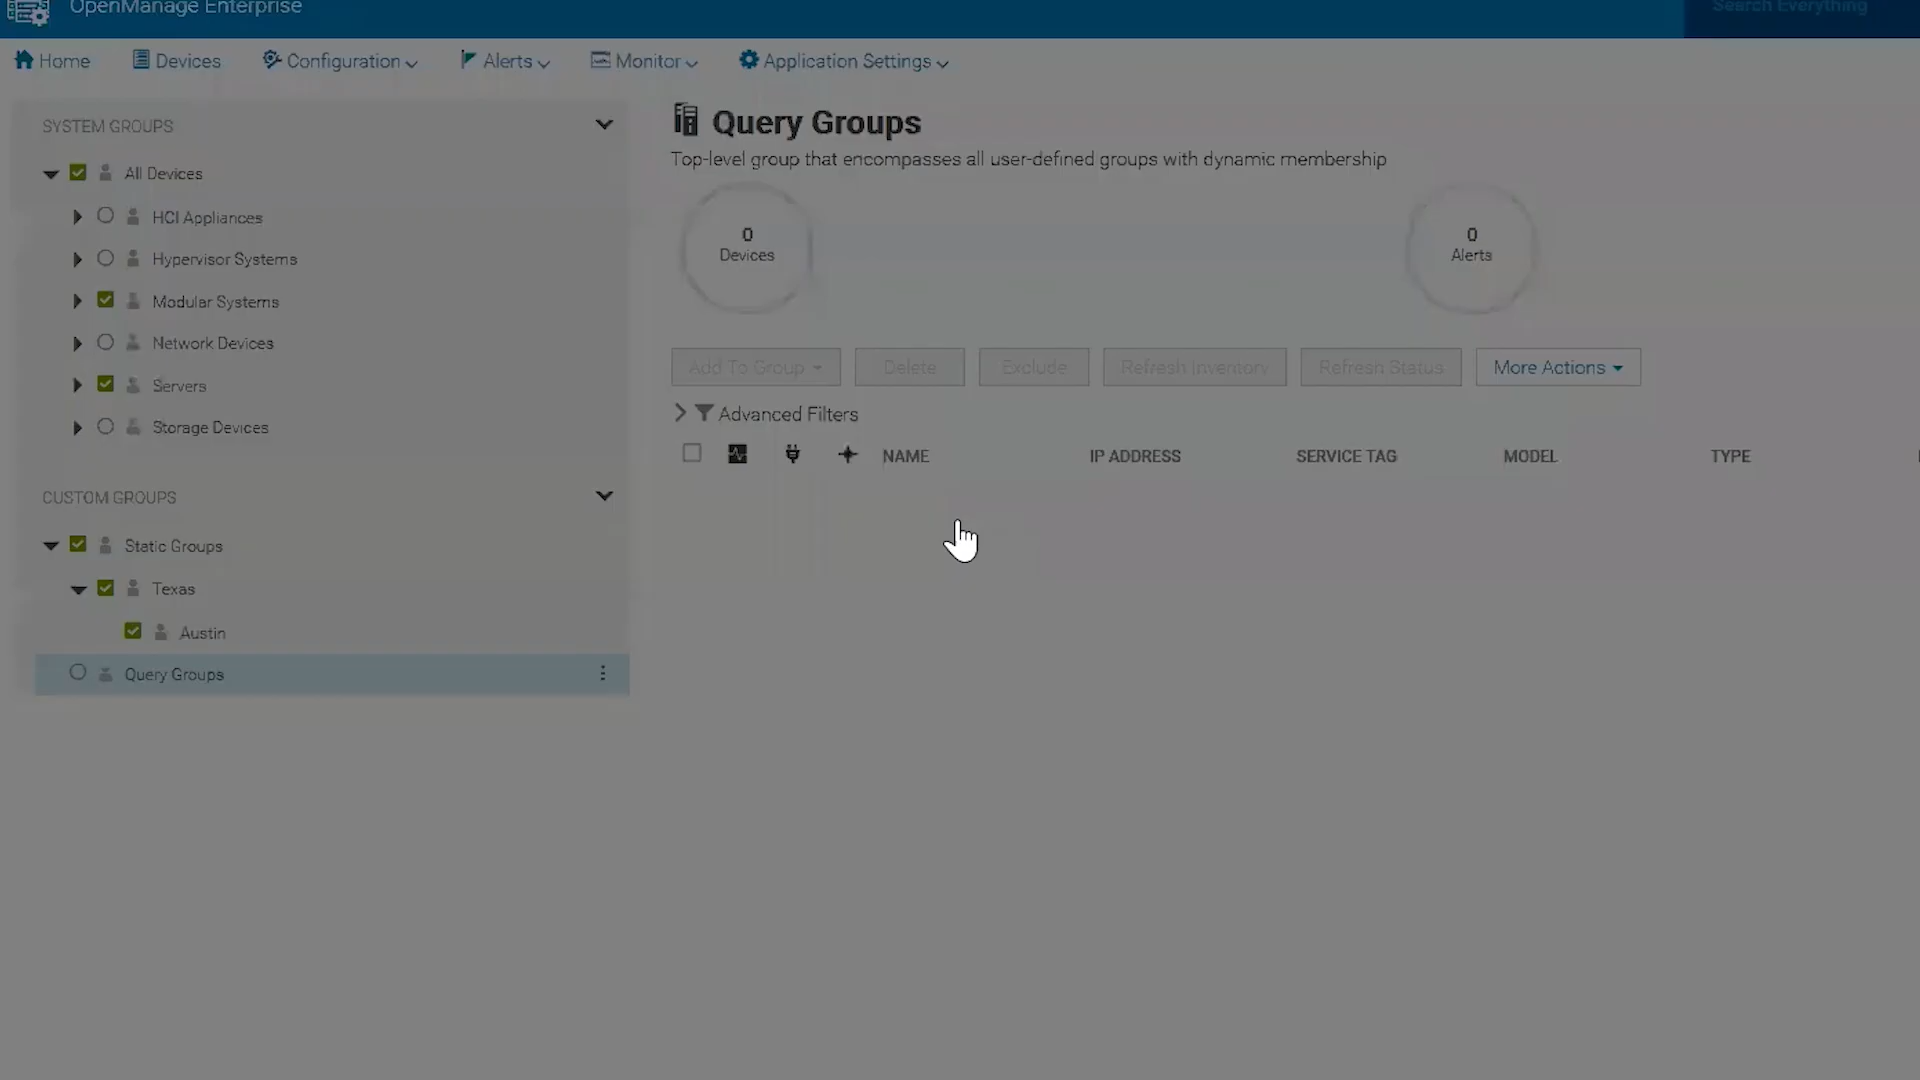 OpenManage Enterprise
Search Everything
Home Devices Configuration Alerts Monitor Application Settings
SYSTEM GROUPS
All Devices
HCI Appliances
Hypervisor Systems
Modular Systems
Network Devices
Servers
Storage Devices
CUSTOM GROUPS
Static Groups
Texas
Austin
Query Groups
Query Groups
Top-level group that encompasses all user-defined groups with dynamic membership
0
Devices
0
Alerts
Add To Group Delete Exclude Refresh Inventory Refresh Status More Actions
Advanced Filters
NAME IP ADDRESS SERVICE TAG MODEL TYPE